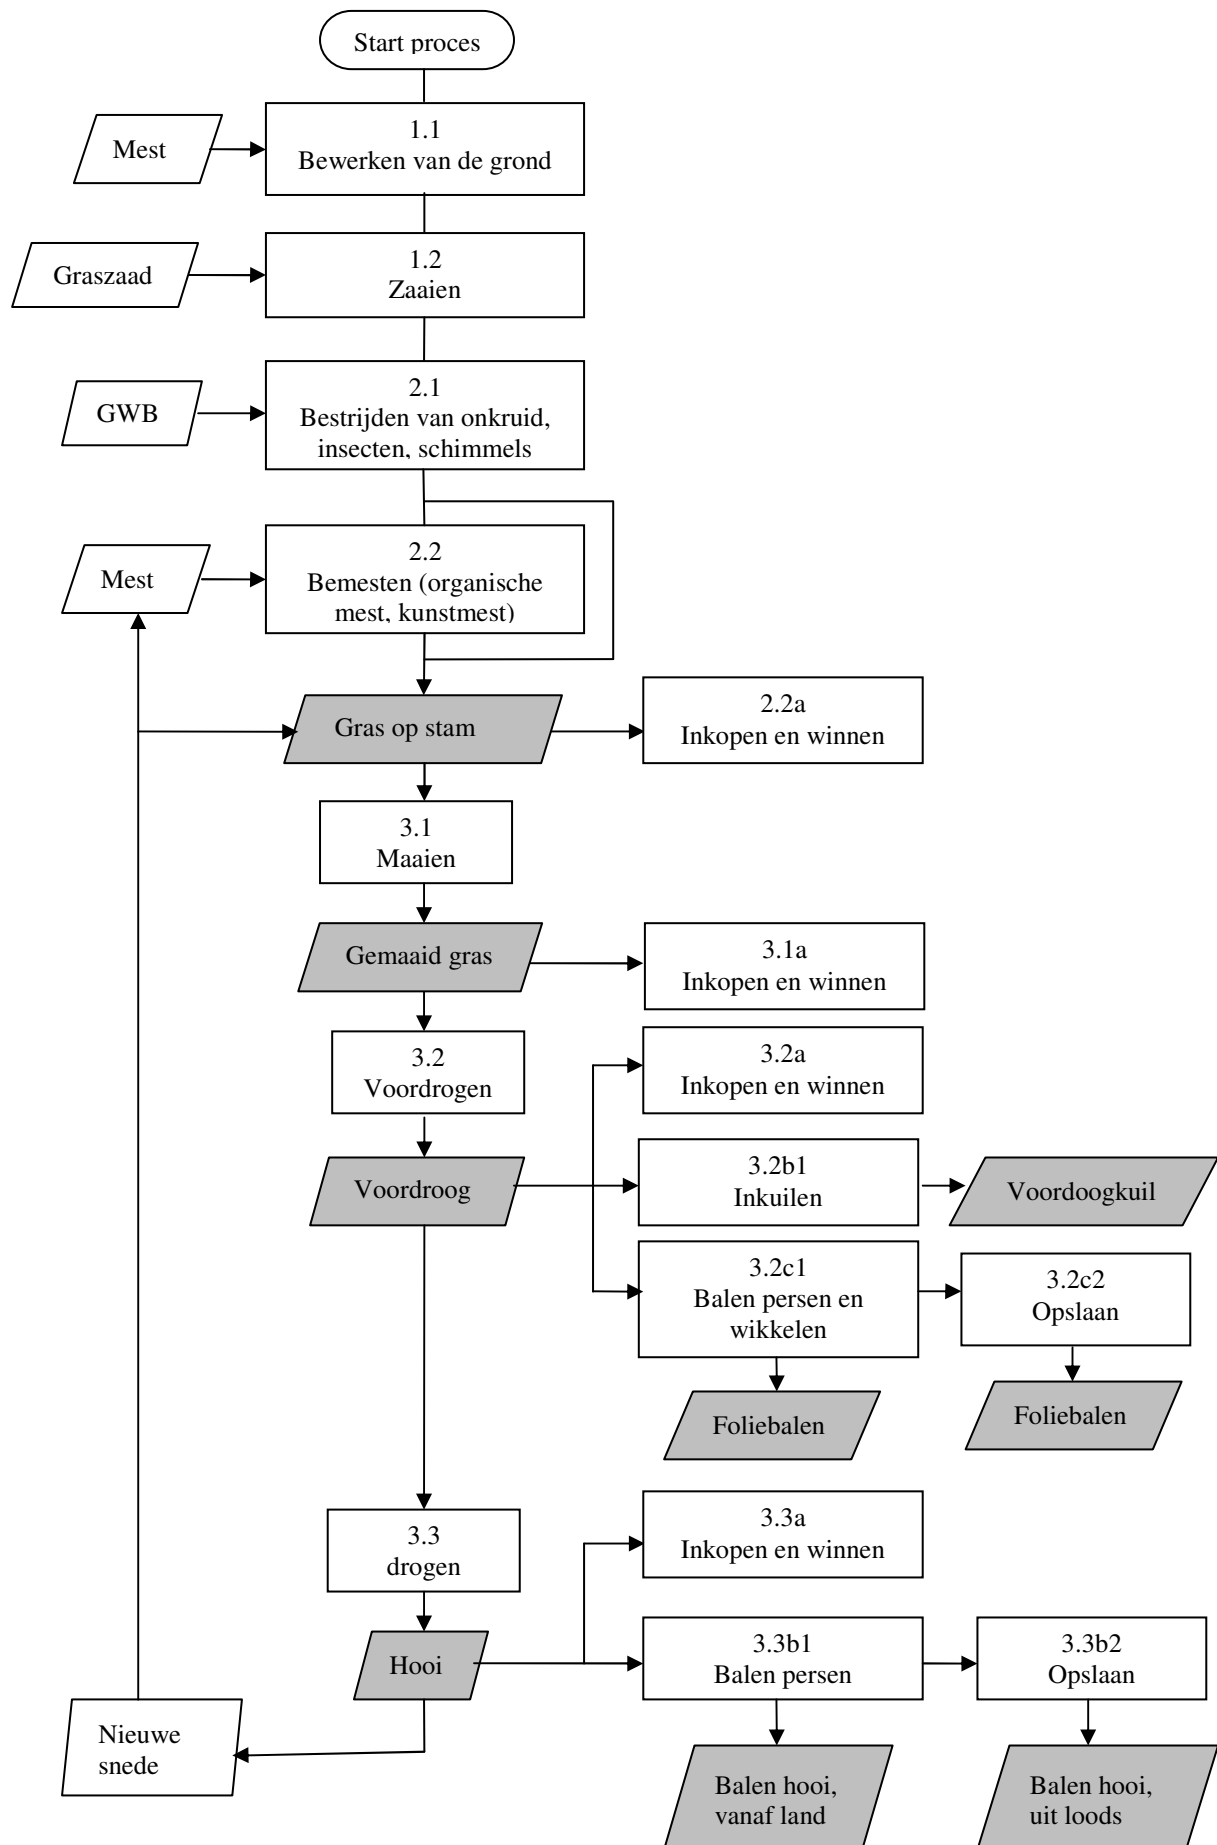 Start proces
Mest
1.1
Bewerken van de grond
Graszaad
1.2
Zaaien
GWB
2.1
Bestrijden van onkruid,
insecten, schimmels
Mest
2.2
Bemesten (organische
mest, kunstmest)
Gras op stam
2.2a
Inkopen en winnen
3.1
Maaien
Gemaaid gras
3.1a
Inkopen en winnen
3.2
Voordrogen
3.2a
Inkopen en winnen
Voordroog
3.2b1
Inkuilen
Voordoogkuil
3.2c1
Balen persen en
wikkelen
3.2c2
Opslaan
Foliebalen
Foliebalen
3.3
drogen
3.3a
Inkopen en winnen
Hooi
3.3b1
Balen persen
3.3b2
Opslaan
Nieuwe
snede
Balen hooi,
vanaf land
Balen hooi,
uit loods